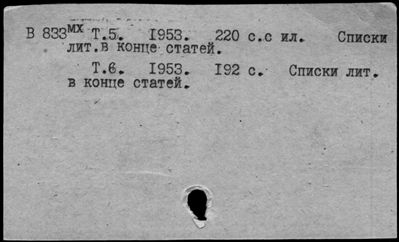 В 833МХ Т.5. 1953. 220 с.с ил. Списки
лит.в конце статей.
Т.6. 1953. 192 с. Списки лит.
в конце статей.